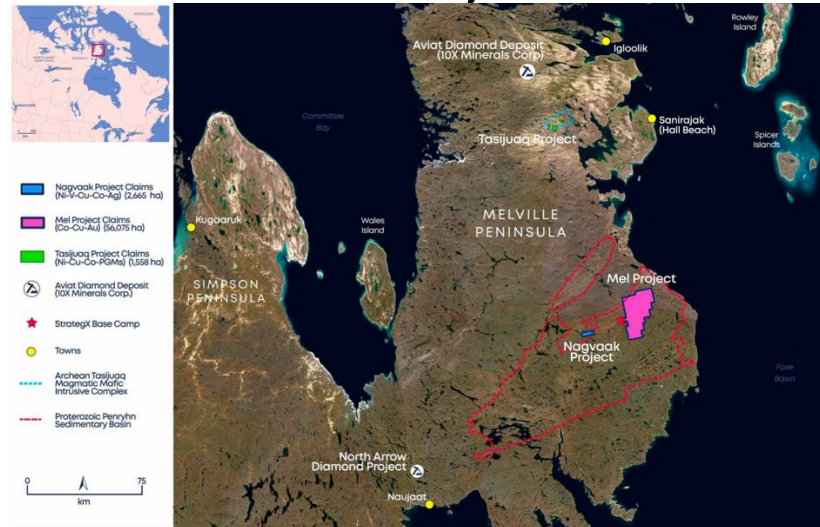 Nagvaak Project Claims
(Ni-V-Cu-Co-Ag) (2,665 ha)
Mel Project Claims
(Co-Cu-Au) (56,075 ha)
Tasijuaq Project Claims
(Ni-Cu-Co-PGMs) (1,558 ha)
Aviat Diamond Deposit
(10X Minerals Corp.)
StrategX Base Camp
Towns
Archean Tasijuaq
Magmatic Mafic
Intrusive Complex
Proterozoic Penryhn
Sedimentary Basin
0
75
km
Rowley
Island
Aviat Diamond Deposit
(10X Minerals Corp)
Igloolik
Committee
Bay
Sanirajak
(Hall Beach)
Tasijuaq Project
Spicer
Islands
Kugaaruk
Wales
Island
MELVILLE
PENINSULA
SIMPSON
PENINSULA
Mel Project
Nagvaak
Project
Foxe
Basin
North Arrow
Diamond Project
Naujaat